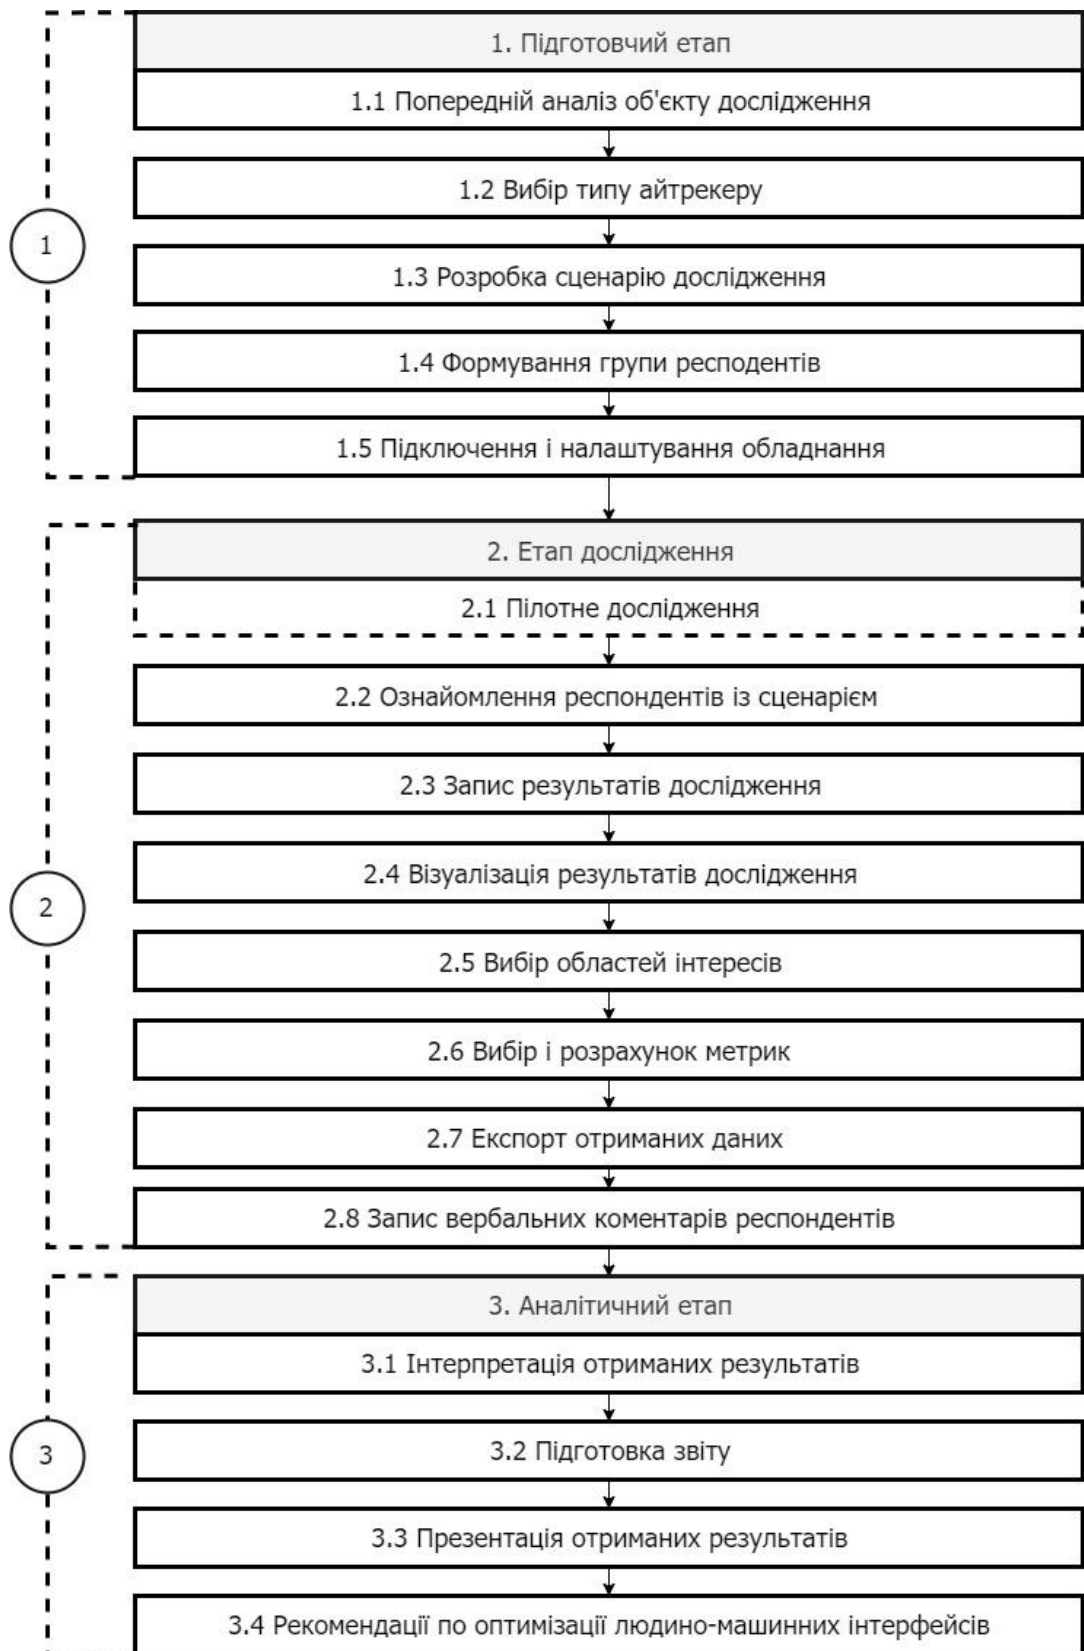 1. Підготовчий етап
1.1 Попередній аналіз об'єкту дослідження
1.2 Вибір типу айтрекеру
1
1.3 Розробка сценарію дослідження
1.4 Формування групи респодентів
1.5 Підключення і налаштування обладнання
2. Етап дослідження
2.1 Пілотне дослідження
2.2 Ознайомлення респондентів із сценарієм
2.3 Запис результатів дослідження
2.4 Візуалізація результатів дослідження
2
2.5 Вибір областей інтересів
2.6 Вибір і розрахунок метрик
2.7 Експорт отриманих даних
2.8 Запис вербальних коментарів респондентів
3. Аналітичний етап
3.1 Інтерпретація отриманих результатів
3
3.2 Підготовка звіту
3.3 Презентація отриманих результатів
3.4 Рекомендації по оптимізації людино-машинних інтерфейсів